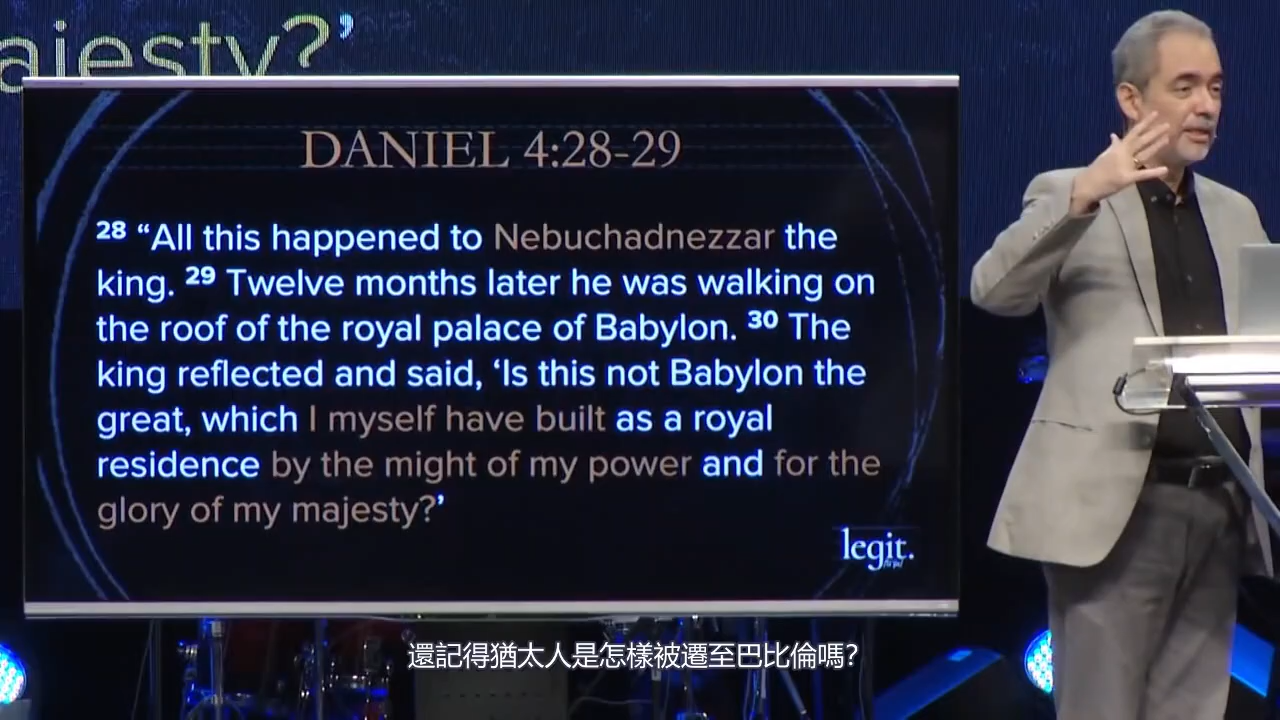 ajesty?’
DANIEL 4:28-29
28 “All this happened to Nebuchadnezzar the
king. 29 Twelve months later he was walking on
the roof of the royal palace of Babylon. 30 The
king reflected and said, ‘Is this not Babylon the
great, which I myself have built as a royal
residence by the might of my power and for the
glory of my majesty?’
legit.
還記得猶太人是怎樣被遷至巴比倫嗎?